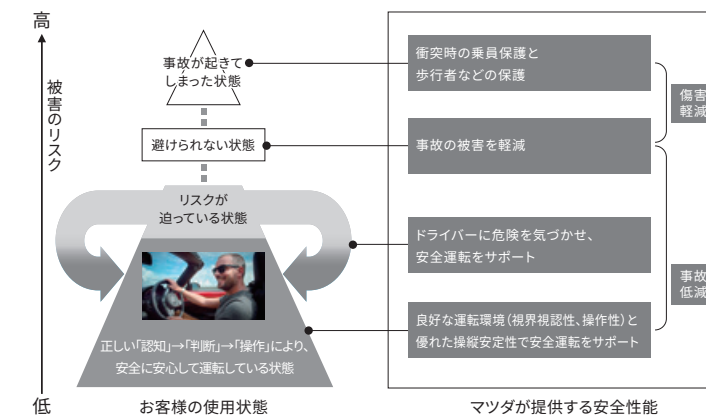 高
被害のリスク
低
事故が起きて
しまった状態
避けられない状態
リスクが
迫っている状態
正しい「認知」→「判断」→「操作」により、
安全に安心して運転している状態
お客様の使用状態
衝突時の乗員保護と
歩行者などの保護
事故の被害を軽減
ドライバーに危険を気づかせ、
安全運転をサポート
良好な運転環境（視界視認性、操作性）と
優れた操縦安定性で安全運転をサポート
傷害
軽減
事故
低減
マツダが提供する安全性能